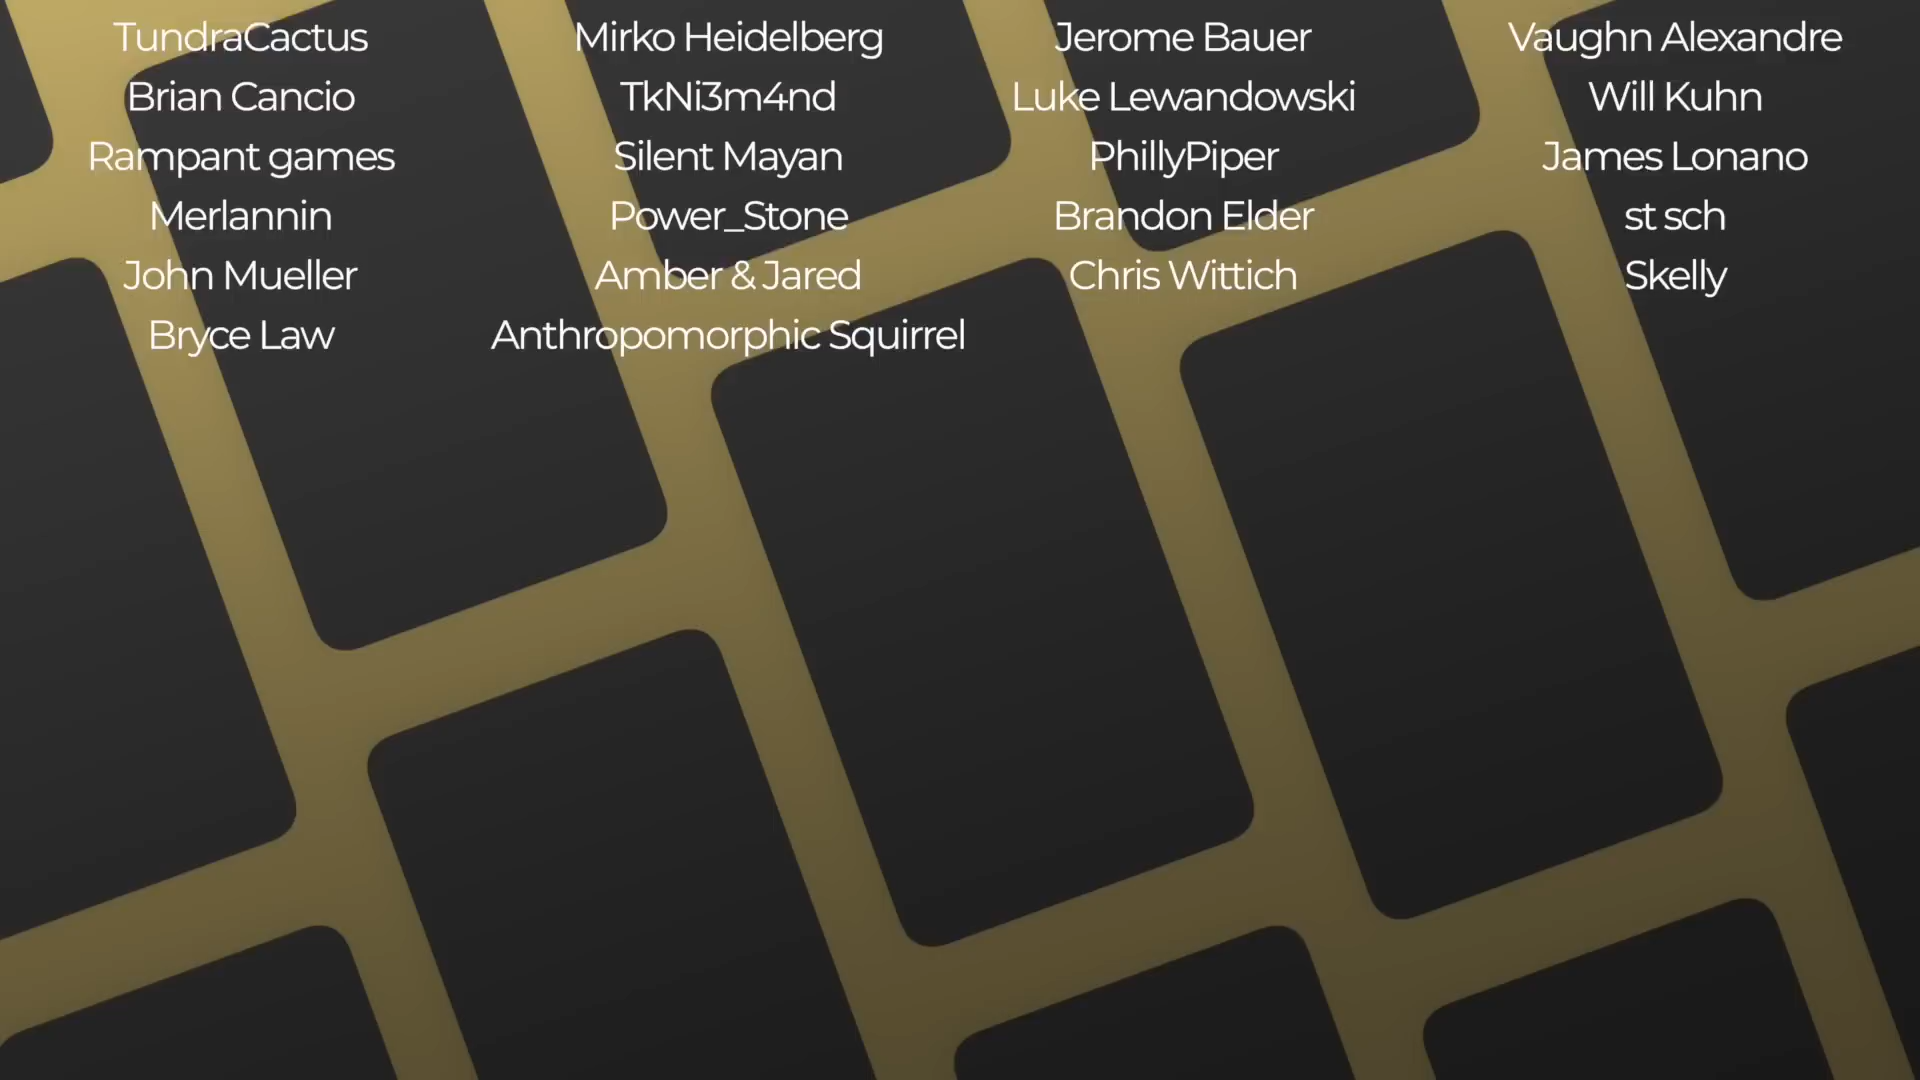 TundraCactus Mirko Heidelberg Jerome Bauer Vaughn Alexandre
Brian Cancio TkNi3m4nd Luke Lewandowski Will Kuhn
Rampant games Silent Mayan PhillyPiper James Lonano
Merlannin Power_Stone Brandon Elder st sch
John Mueller Amber & Jared Chris Wittich Skelly
Bryce Law Anthropomorphic Squirrel